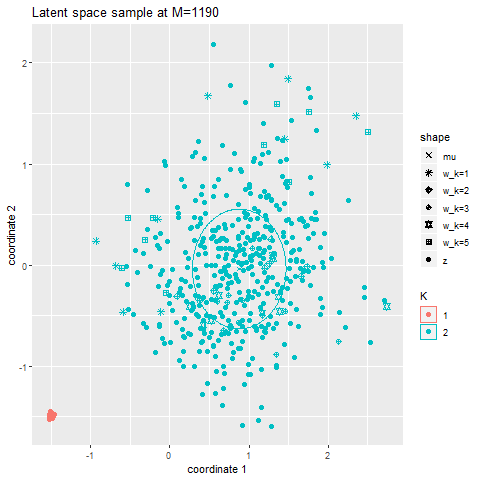 Latent space sample at M=1190
coordinate 2
2
1
0
-1
-1
0
1
2
coordinate 1
shape
mu
w_k=1
w_k=2
w_k=3
w_k=4
w_k=5
z
K
1
2